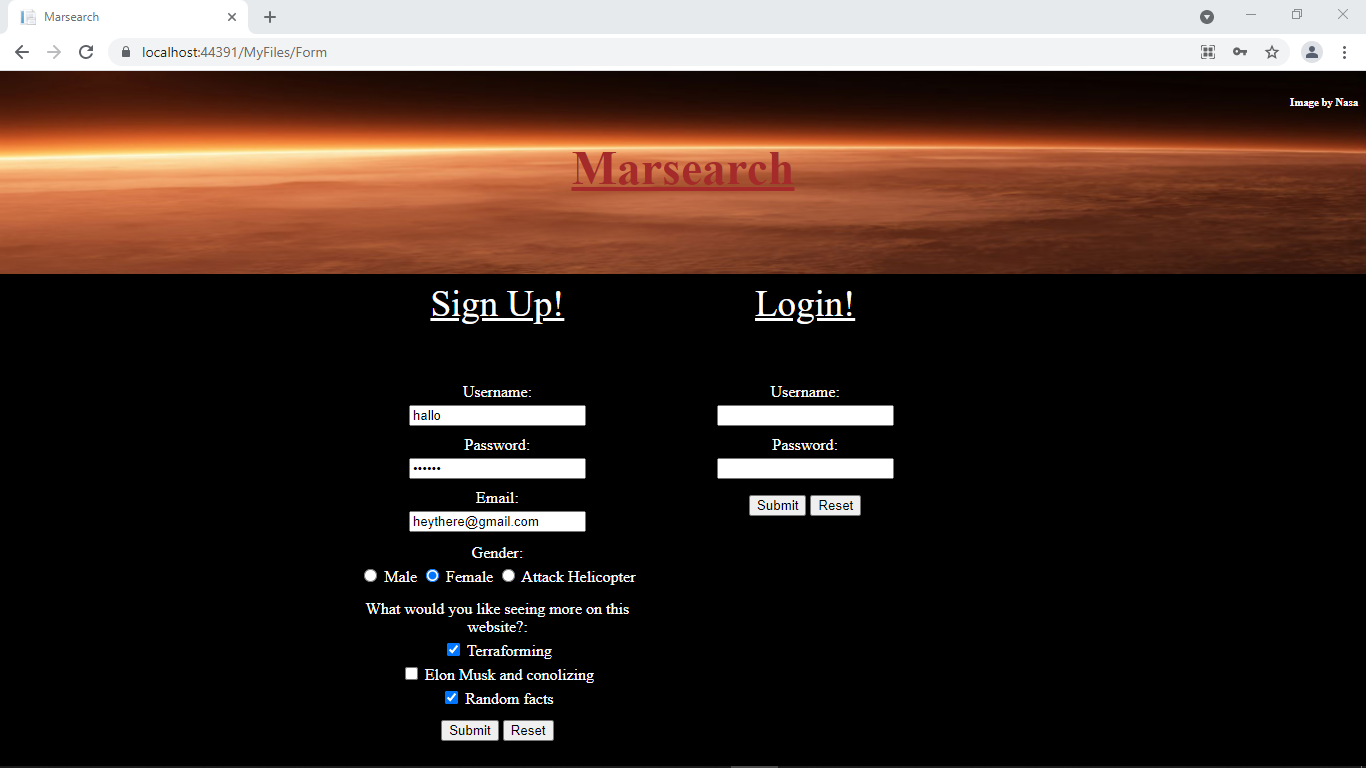 Marsearch
localhost:44391/MyFiles/Form
Image by Nasa
Marsearch
Sign Up!
Username:
hallo
Password:
••••••
Email:
heythere@gmail.com
Gender:
Male Female Attack Helicopter
What would you like seeing more on this
website?:
Terraforming
Elon Musk and conolizing
Random facts
Submit Reset
Login!
Username:
Password:
Submit Reset